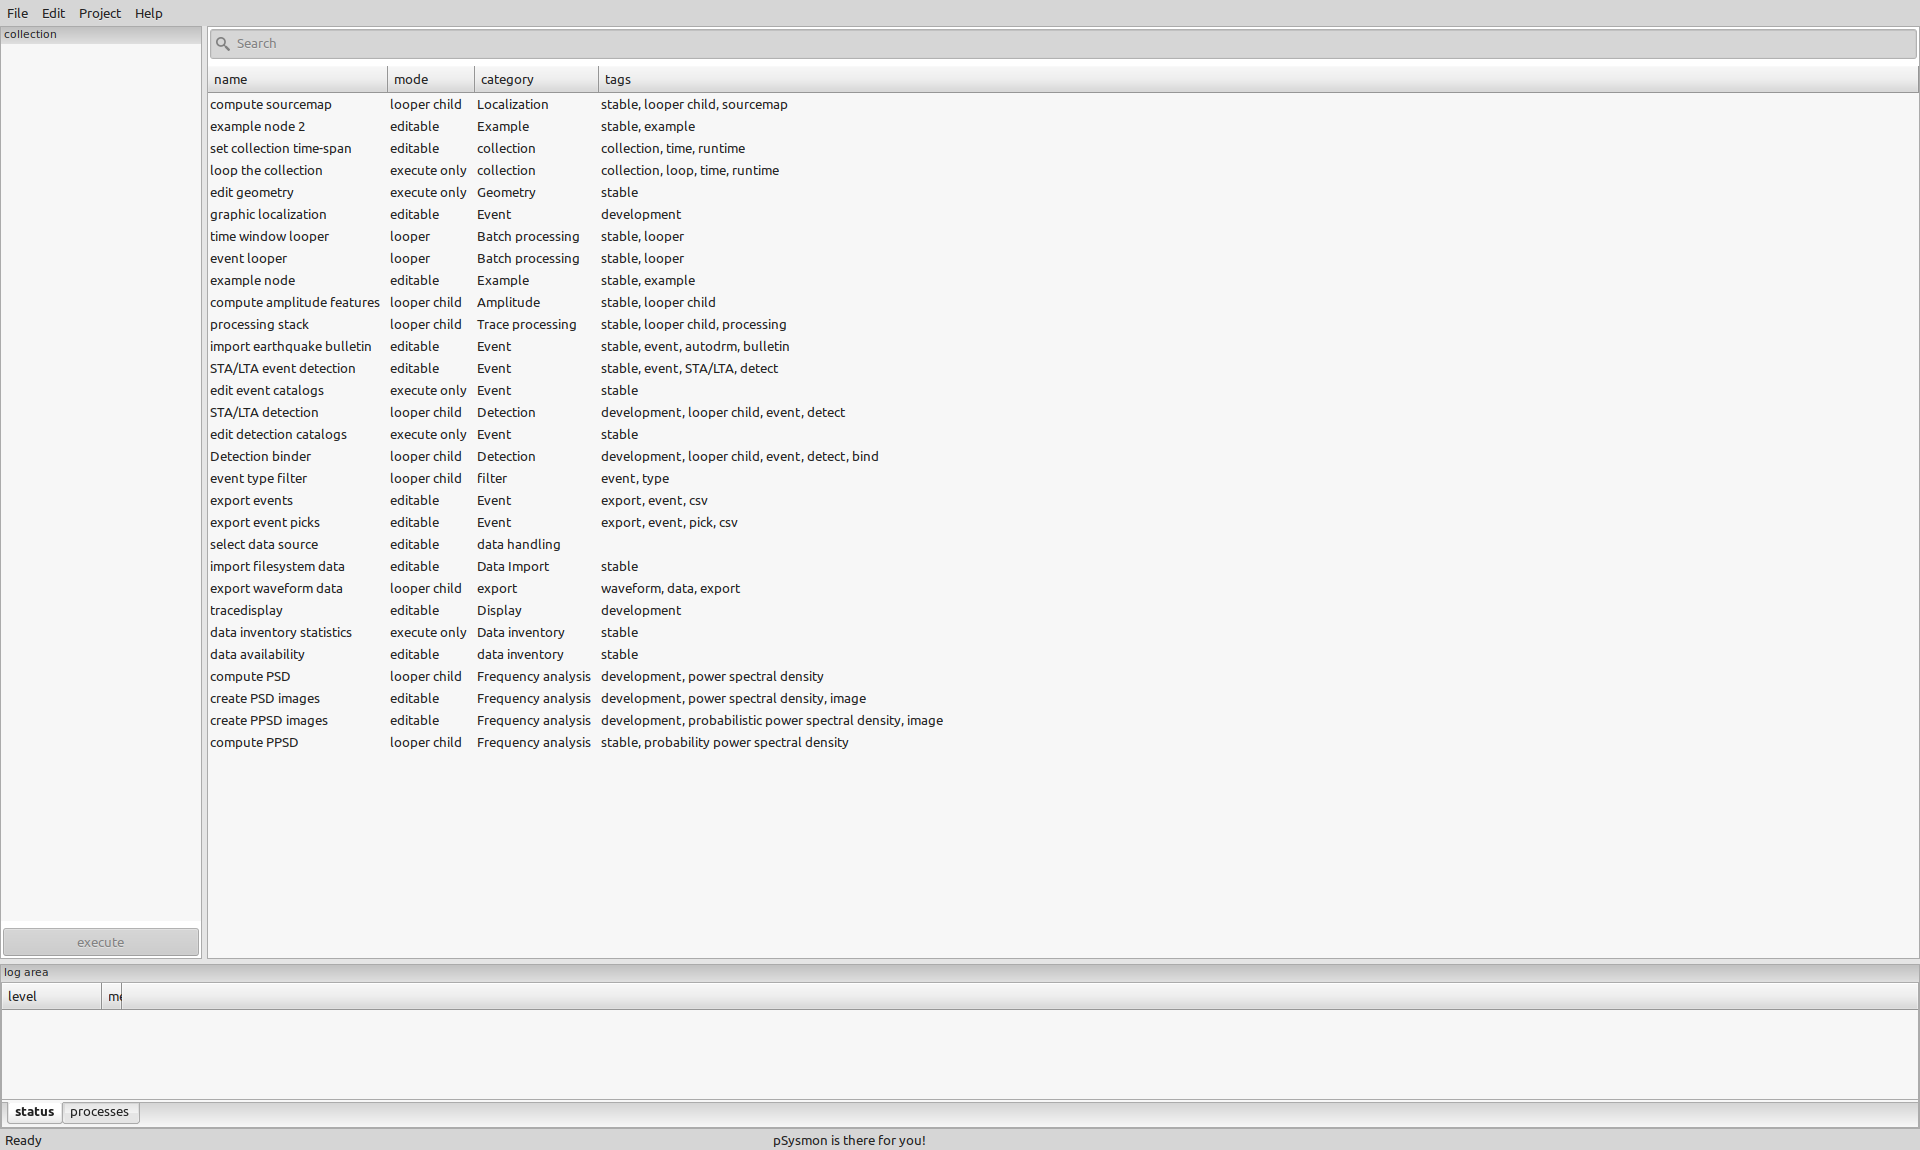 File Edit Project Help
collection
Search
name mode category tags
compute sourcemap looper child Localization stable, looper child, sourcemap
example node 2 editable Example stable, example
set collection time-span editable collection collection, time, runtime
loop the collection execute only collection collection, loop, time, runtime
edit geometry execute only Geometry stable
graphic localization editable Event development
time window looper looper Batch processing stable, looper
event looper looper Batch processing stable, looper
example node editable Example stable, example
compute amplitude features looper child Amplitude stable, looper child
processing stack looper child Trace processing stable, looper child, processing
import earthquake bulletin editable Event stable, event, autodrm, bulletin
STA/LTA event detection editable Event stable, event, STA/LTA, detect
edit event catalogs execute only Event stable
STA/LTA detection looper child Detection development, looper child, event, detect
edit detection catalogs execute only Event stable
Detection binder looper child Detection development, looper child, event, detect, bind
event type filter looper child filter event, type
export events editable Event export, event, csv
export event picks editable Event export, event, pick, csv
select data source editable data handling
import filesystem data editable Data Import stable
export waveform data looper child export waveform, data, export
tracedisplay editable Display development
data inventory statistics execute only Data inventory stable
data availability editable data inventory stable
compute PSD looper child Frequency analysis development, power spectral density
create PSD images editable Frequency analysis development, power spectral density, image
create PPSD images editable Frequency analysis development, probabilistic power spectral density, image
compute PPSD looper child Frequency analysis stable, probability power spectral density
execute
log area
level
status processes
Ready pSysmon is there for you!